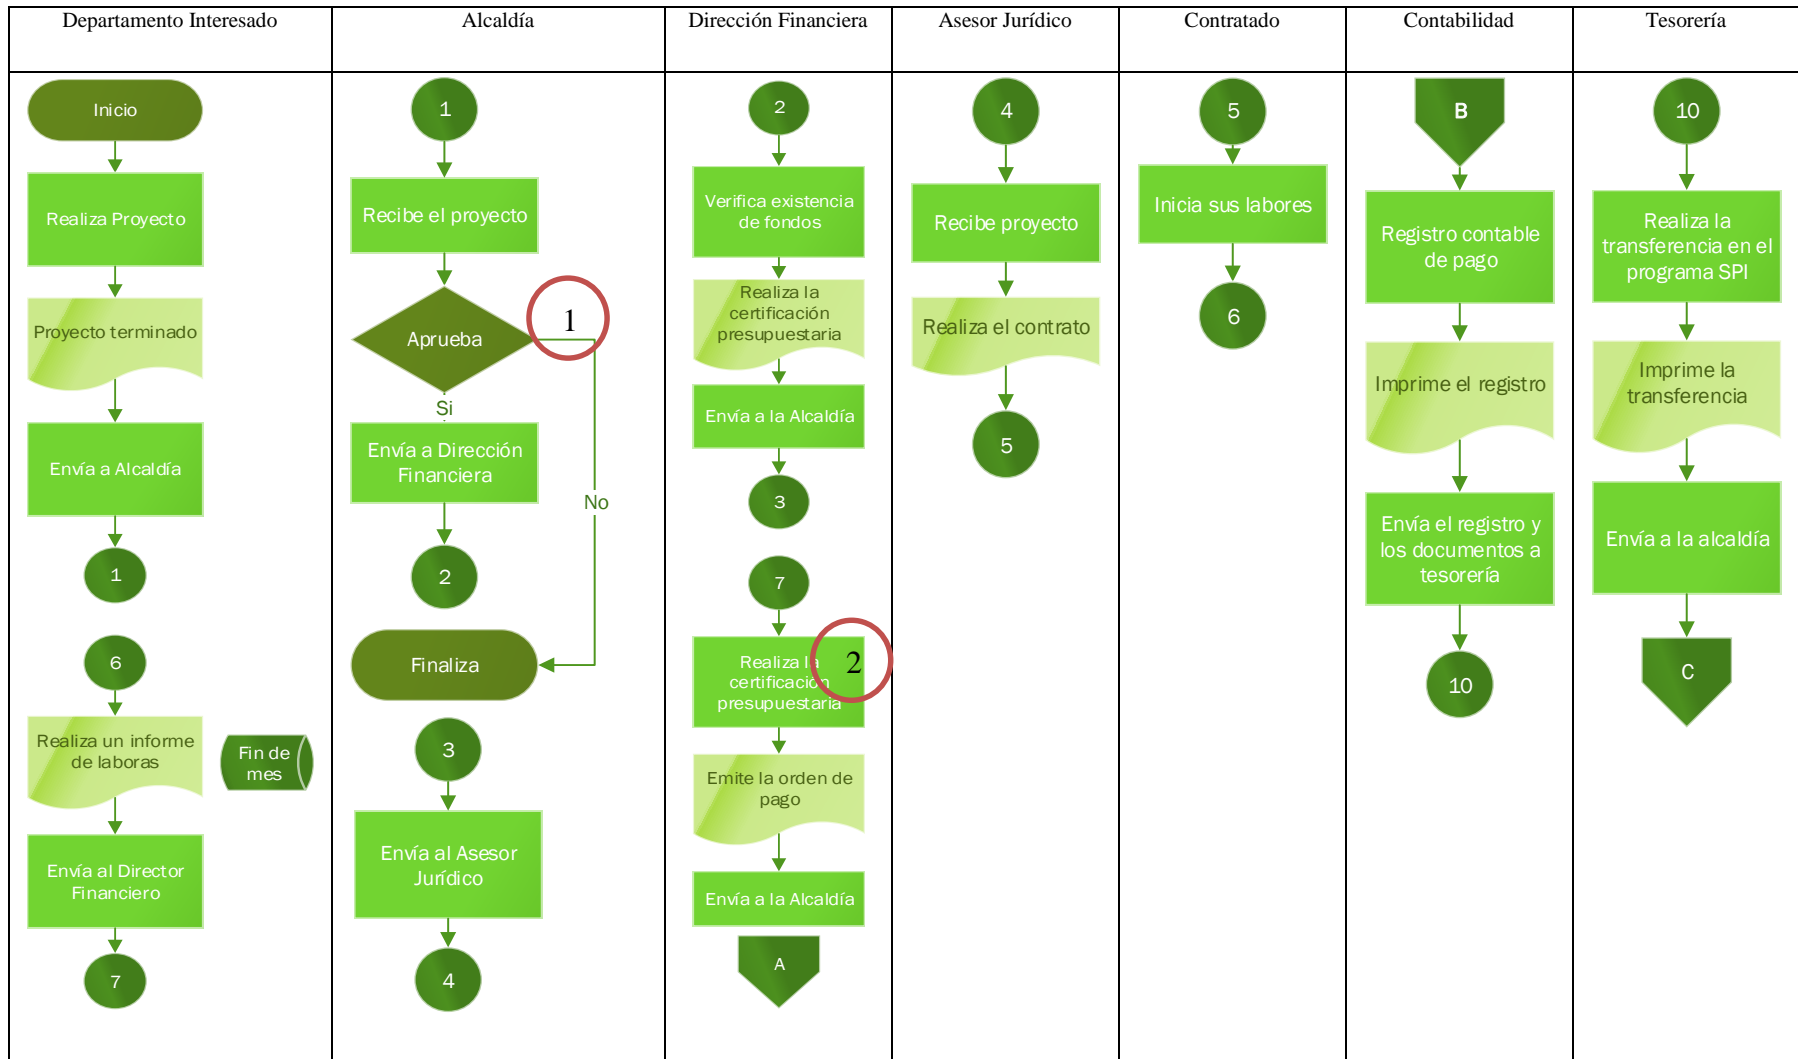 Departamento Interesado
Alcaldía
Dirección Financiera
Asesor Jurídico
Contratado
Contabilidad
Tesorería
Inicio
Realiza Proyecto
Proyecto terminado
Envía a Alcaldía
1
6
Realiza un informe
de laboras
Fin de
mes
Envía al Director
Financiero
7
1
Recibe el proyecto
Aprueba
1
Si
No
Envía a Dirección
Financiera
2
Finaliza
3
Envía al Asesor
Jurídico
4
2
Verifica existencia
de fondos
Realiza la
certificación
presupuestaria
Envía a la Alcaldía
3
7
Realiza la
certificación
presupuestaria
2
Emite la orden de
pago
Envía a la Alcaldía
A
4
Recibe proyecto
Realiza el contrato
5
5
Inicia sus labores
6
B
Registro contable
de pago
Imprime el registro
Envía el registro y
los documentos a
tesorería
10
10
Realiza la
transferencia en el
programa SPI
Imprime la
transferencia
Envía a la alcaldía
C